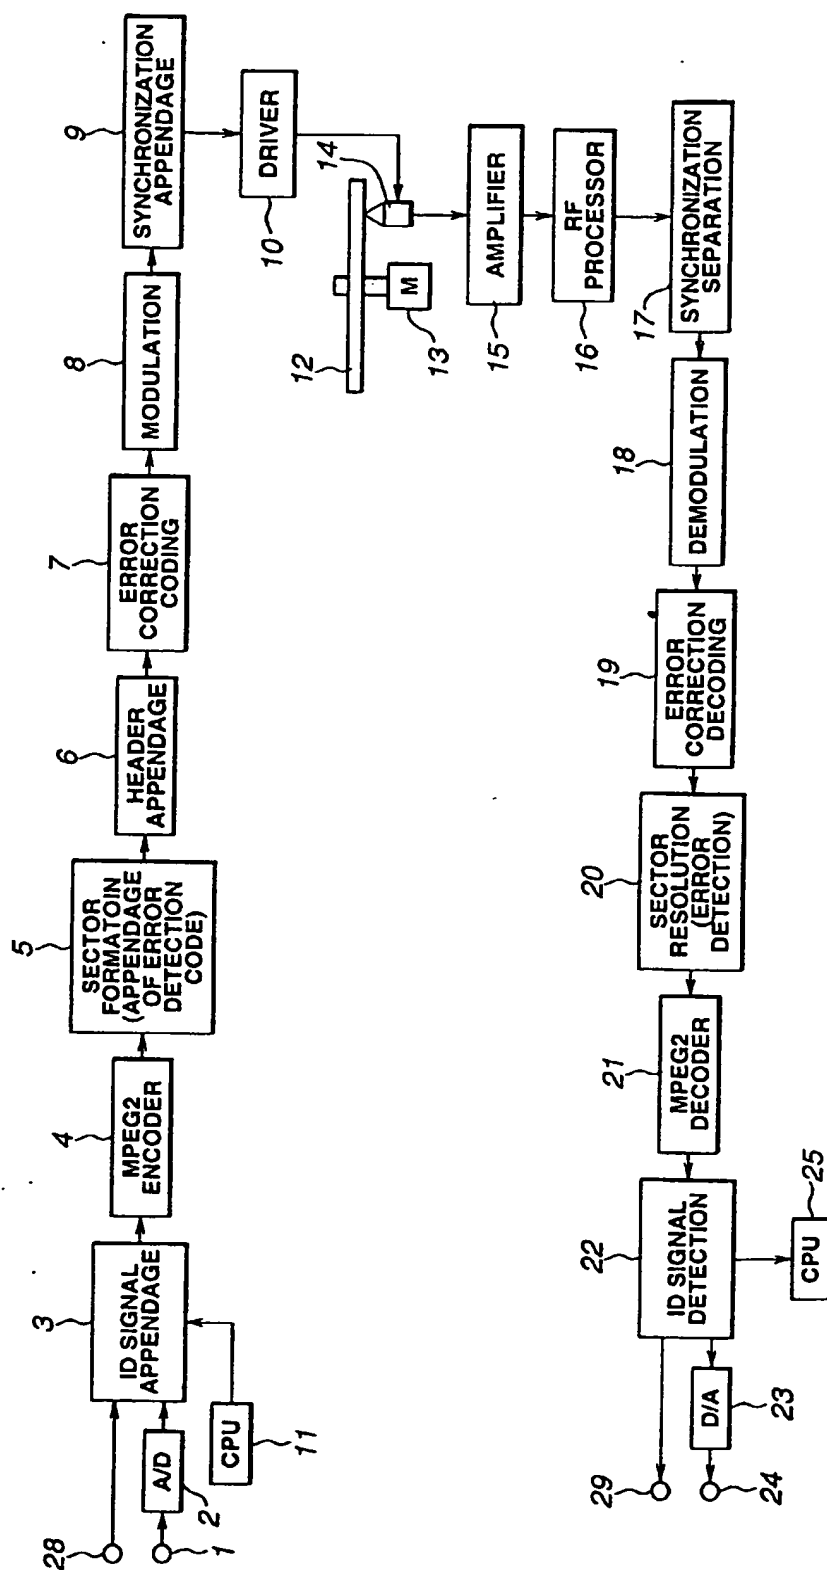 28
1
A/D
2
CPU
11
ID SIGNAL
APPENDAGE
3
MPEG2
ENCODER
4
SECTOR
FORMATOIN
(APPENDAGE
OF ERROR
DETECTION
CODE)
5
HEADER
APPENDAGE
6
ERROR
CORRECTION
CODING
7
MODULATION
8
SYNCHRONIZATION
APPENDAGE
9
DRIVER
10
12
M
13
14
AMPLIFIER
15
RF
PROCESSOR
16
SYNCHRONIZATION
SEPARATION
17
DEMODULATION
18
ERROR
CORRECTION
DECODING
19
SECTOR
RESOLUTION
(ERROR
DETECTION)
20
MPEG2
DECODER
21
ID SIGNAL
DETECTION
22
CPU
25
D/A
23
24
29